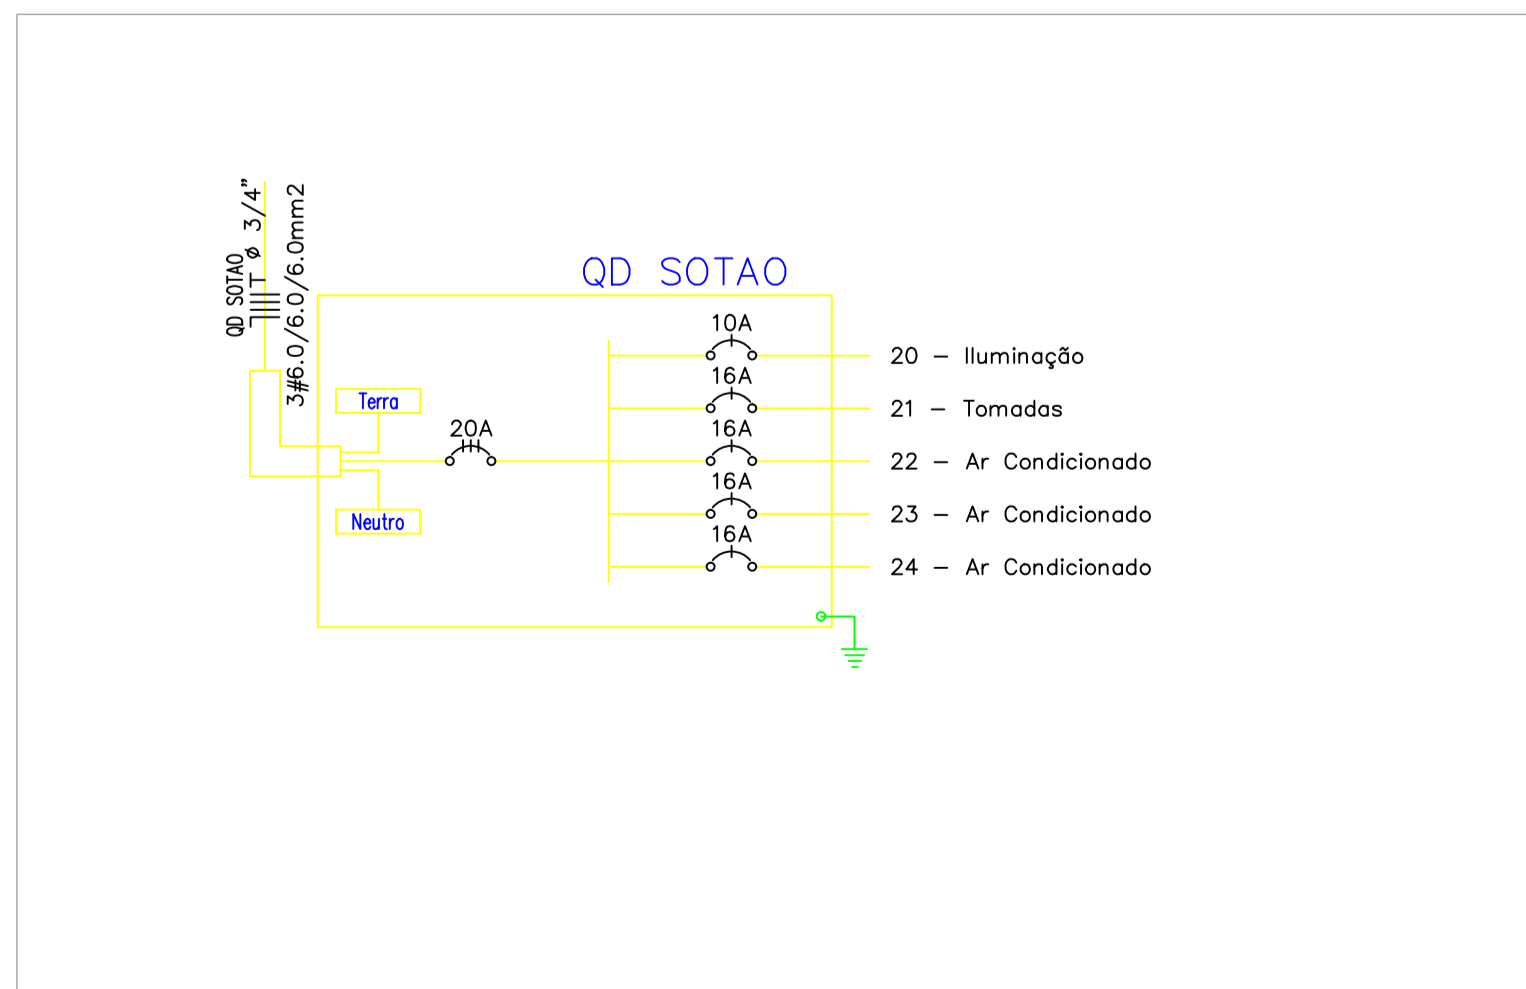 QD SOTAO
ø 3/4"
3#6.0/6.0/6.0mm2
QD SOTAO
Terra
Neutro
20A
10A
20 - Iluminação
16A
21 - Tomadas
16A
22 - Ar Condicionado
16A
23 - Ar Condicionado
16A
24 - Ar Condicionado